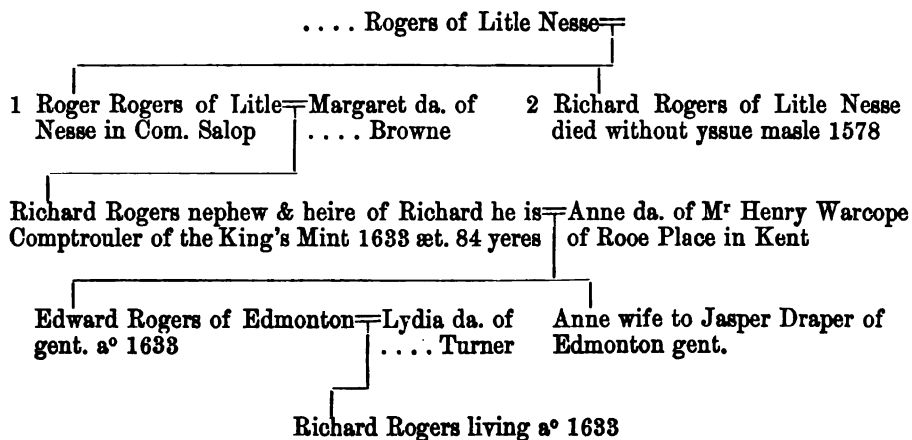 .... Rogers of Litle Nesse
1 Roger Rogers of Litle Nesse in Com. Salop
Margaret da. of .... Browne
2 Richard Rogers of Litle Nesse died without yssue masle 1578
Richard Rogers nephew & heire of Richard he is Comptrouler of the King's Mint 1633 æt. 84 yeres
Anne da. of Mʳ Henry Warcope of Rooe Place in Kent
Edward Rogers of Edmonton gent. aº 1633
Lydia da. of .... Turner
Anne wife to Jasper Draper of Edmonton gent.
Richard Rogers living aº 1633